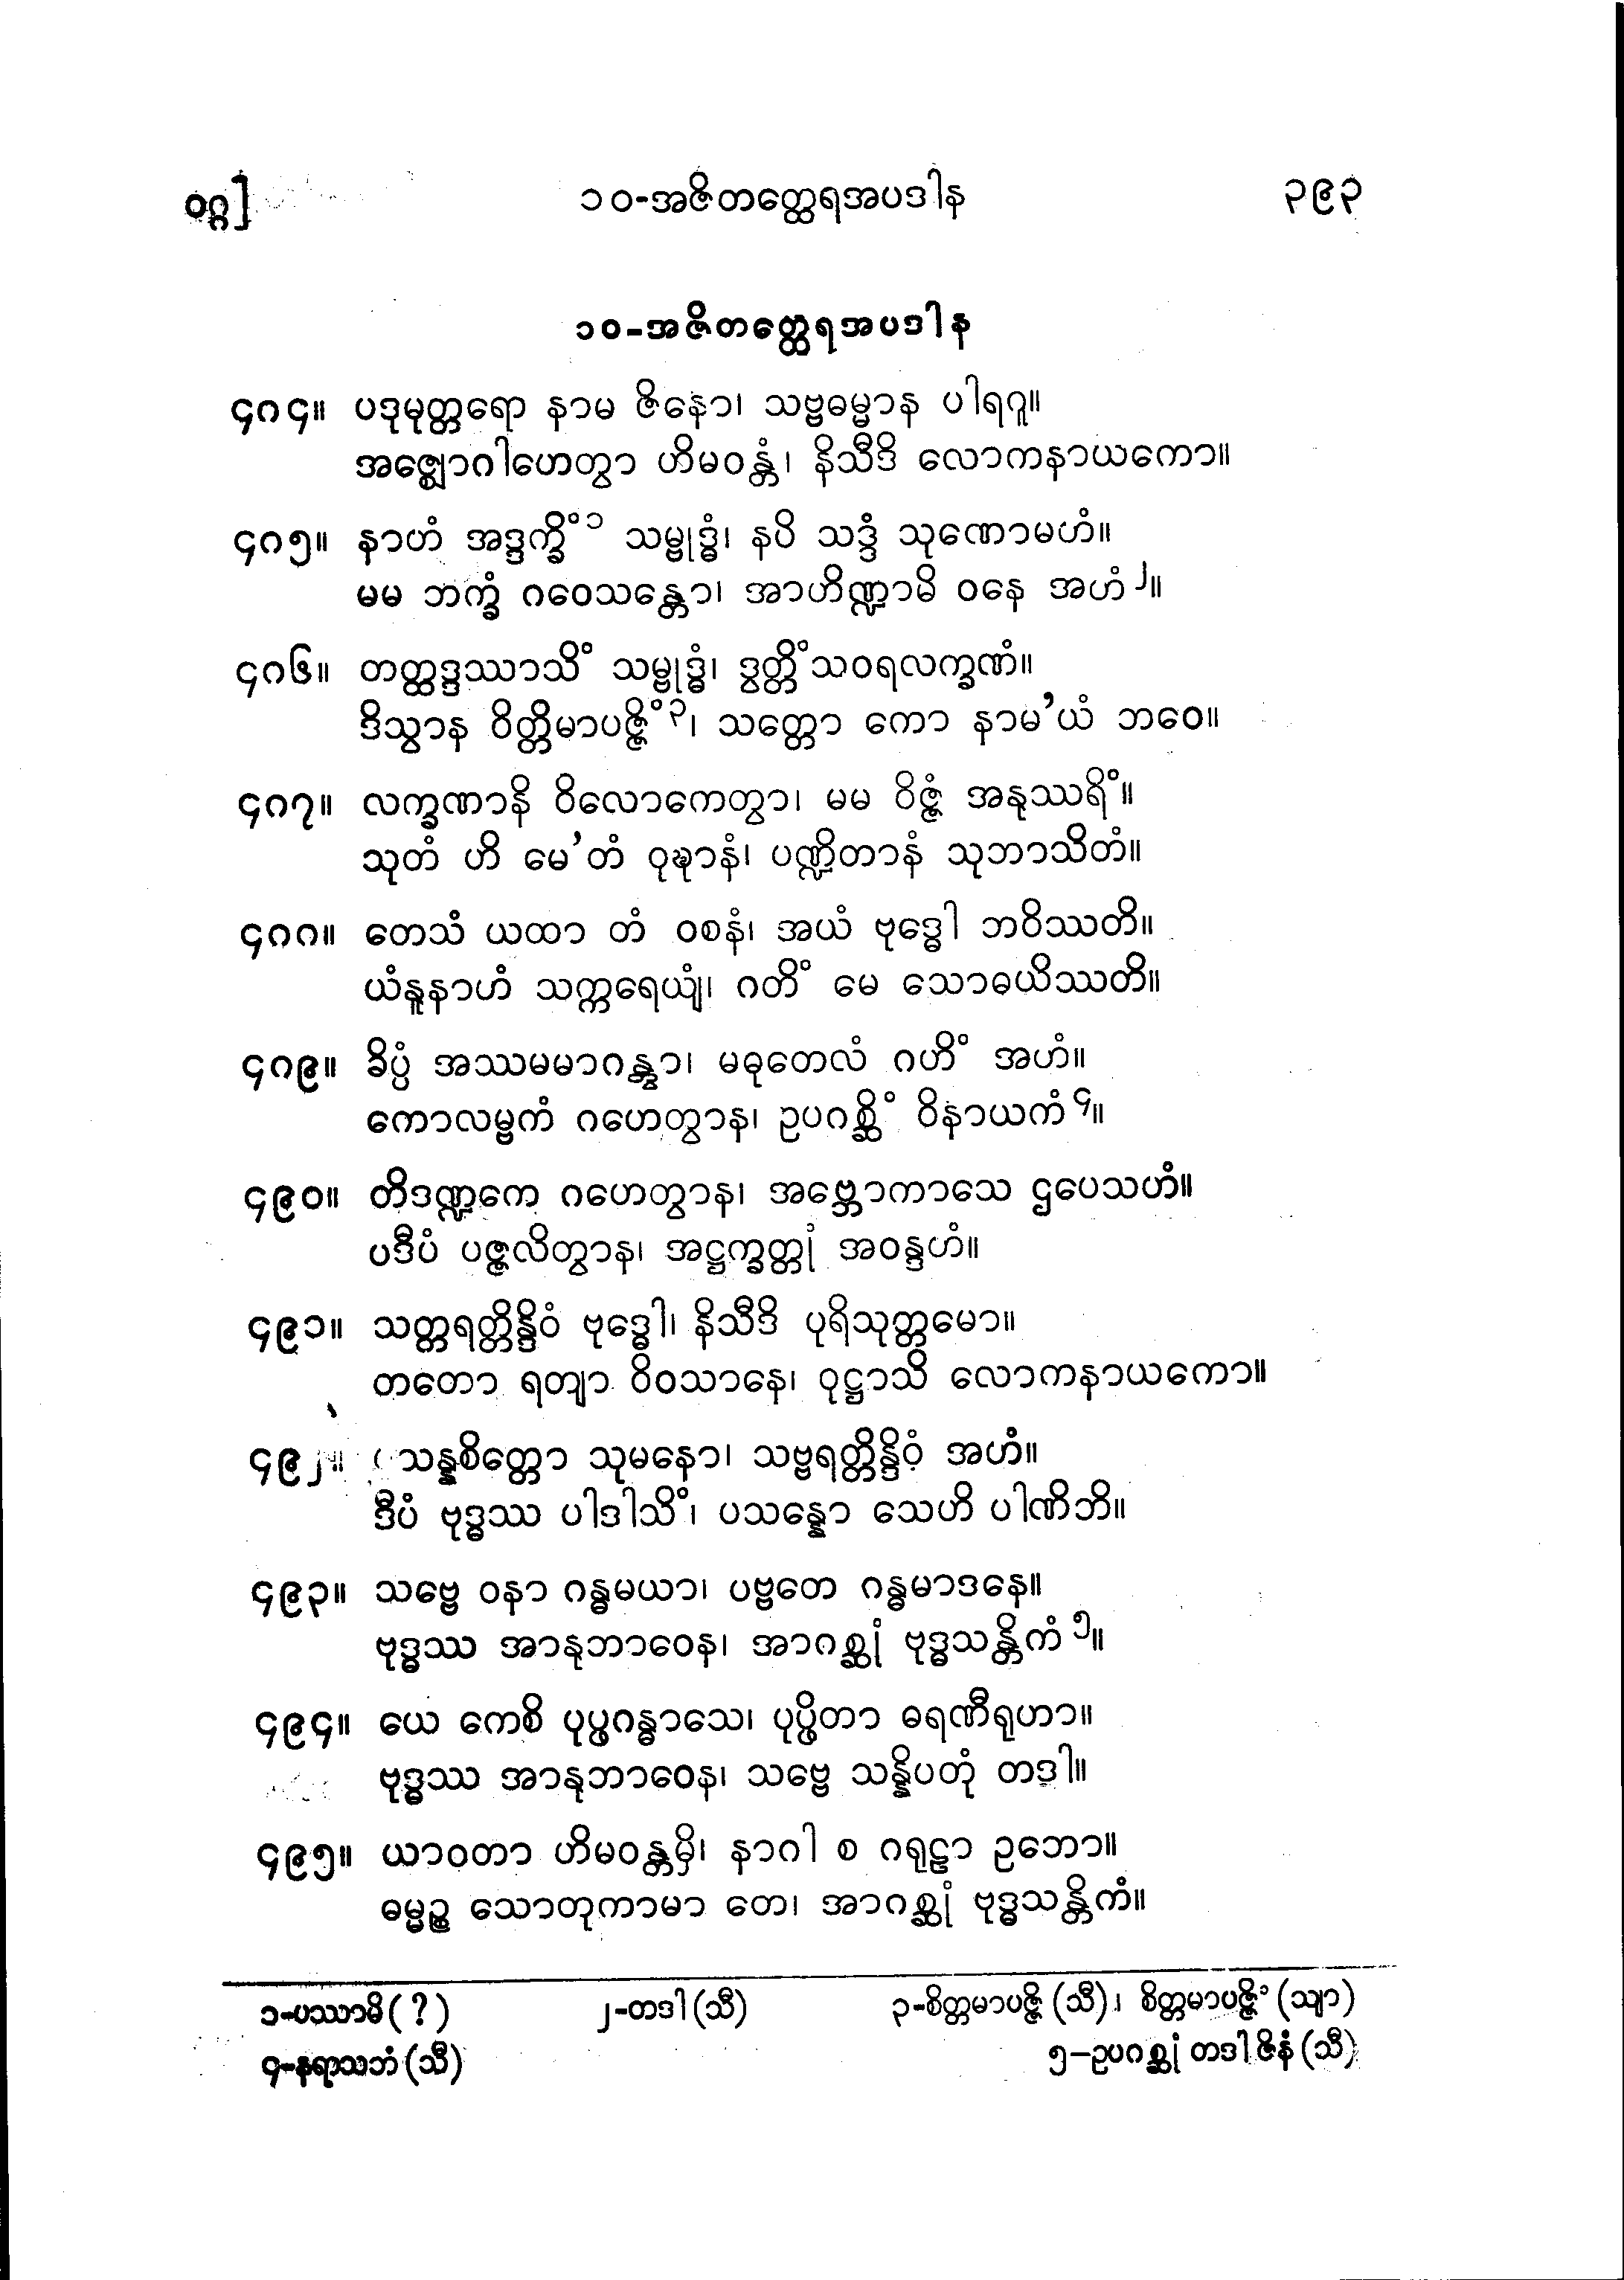 ဝဂ္ဂ] ၁၀-အဇိတတ္ထေရအပဒါန ၃၉၃
၁၀-အဇိတတ္ထေရအပဒါန
၄၈၄။ ပဒုမုတ္တရော နာမ ဇိနော၊ သဗ္ဗဓမ္မာန ပါရဂူ။
အဇ္ဈောဂါဟေတွာ ဟိမဝန္တံ၊ နိသီဒိ လောကနာယကော။
၄၈၅။ နာဟံ အဒ္ဒက္ခိံ၁ သမ္ဗုဒ္ဓံ၊ နပိ သဒ္ဒံ သုဏောမဟံ။
မမ ဘက္ခံ ဂဝေသန္တော၊ အာဟိဏ္ဍာမိ ဝနေ အဟံ၂။
၄၈၆။ တတ္ထဒ္ဒဿာသိံ သမ္ဗုဒ္ဓံ၊ ဒွတ္တိံသဝရလက္ခဏံ။
ဒိသွာန ဝိတ္တိမာပဇ္ဇိံ၃၊ သတ္တော ကော နာမ’ယံ ဘဝေ။
၄၈၇။ လက္ခဏာနိ ဝိလောကေတွာ၊ မမ ဝိဇ္ဇံ အနုဿရိံ။
သုတံ ဟိ မေ’တံ ဝုဍ္ဎာနံ၊ ပဏ္ဍိတာနံ သုဘာသိတံ။
၄၈၈။ တေသံ ယထာ တံ ဝစနံ၊ အယံ ဗုဒ္ဓေါ ဘဝိဿတိ။
ယံနူနာဟံ သက္ကရေယျံ၊ ဂတိံ မေ သောဓယိဿတိ။
၄၈၉။ ခိပ္ပံ အဿမမာဂန္တွာ၊ မဓုတေလံ ဂဟိံ အဟံ။
ကောလမ္ဗကံ ဂဟေတွာန၊ ဥပဂစ္ဆိံ ဝိနာယကံ၄။
၄၉၀။ တိဒဏ္ဍကေ ဂဟေတွာန၊ အဗ္ဘောကာသေ ဌပေသဟံ။
ပဒီပံ ပဇ္ဇလိတွာန၊ အဋ္ဌက္ခတ္တုံ အဝန္ဒဟံ။
၄၉၁။ သတ္တရတ္တိန္ဒိဝံ ဗုဒ္ဓေါ၊ နိသီဒိ ပုရိသုတ္တမော။
တတော ရတျာ ဝိဝသာနေ၊ ဝုဋ္ဌာသိ လောကနာယကော။
၄၉၂။ သန္နစိတ္တော သုမနော၊ သဗ္ဗရတ္တိန္ဒိဝံ အဟံ။
ဒီပံ ဗုဒ္ဓဿ ပါဒါသိံ၊ ပသန္နော သေဟိ ပါဏိဘိ။
၄၉၃။ သဗ္ဗေ ဝနာ ဂန္ဓမယာ၊ ပဗ္ဗတေ ဂန္ဓမာဒနေ။
ဗုဒ္ဓဿ အာနုဘာဝေန၊ အာဂစ္ဆုံ ဗုဒ္ဓသန္တိကံ၅။
၄၉၄။ ယေ ကေစိ ပုပ္ဖဂန္ဓာသေ၊ ပုပ္ဖိတာ ဓရဏီရုဟာ။
ဗုဒ္ဓဿ အာနုဘာဝေန၊ သဗ္ဗေ သန္နိပတုံ တဒါ။
၄၉၅။ ယာဝတာ ဟိမဝန္တမှိ၊ နာဂါ စ ဂရုဠာ ဥဘော။
ဓမ္မဉ္စ သောတုကာမာ တေ၊ အာဂစ္ဆုံ ဗုဒ္ဓသန္တိကံ။
၁-ပဿာမိ (?) ၂-တဒါ (သီ) ၃-စိတ္တမာပဇ္ဇိ (သီ)၊ စိတ္တမာပဇ္ဇိံ (သျာ)
၄-နရာသဘံ (သီ) ၅-ဥပဂစ္ဆုံ တဒါ ဇိနံ (သီ)